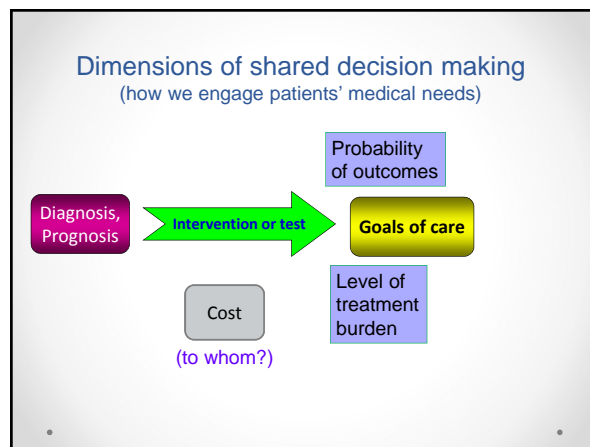 Dimensions of shared decision making
(how we engage patients' medical needs)
Probability
of outcomes
Diagnosis,
Prognosis
Intervention or test
Goals of care
Level of
treatment
burden
Cost
(to whom?)